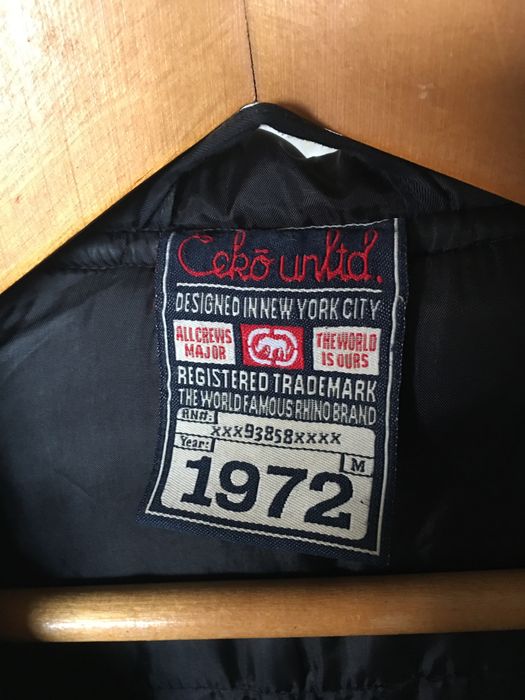 Eckō unltd.
DESIGNED IN NEW YORK CITY
ALL CREWS
MAJOR
THE WORLD
IS OURS
REGISTERED TRADEMARK
THE WORLD FAMOUS RHINO BRAND
RN#:
xxx93858xxxx
Year:
M
1972